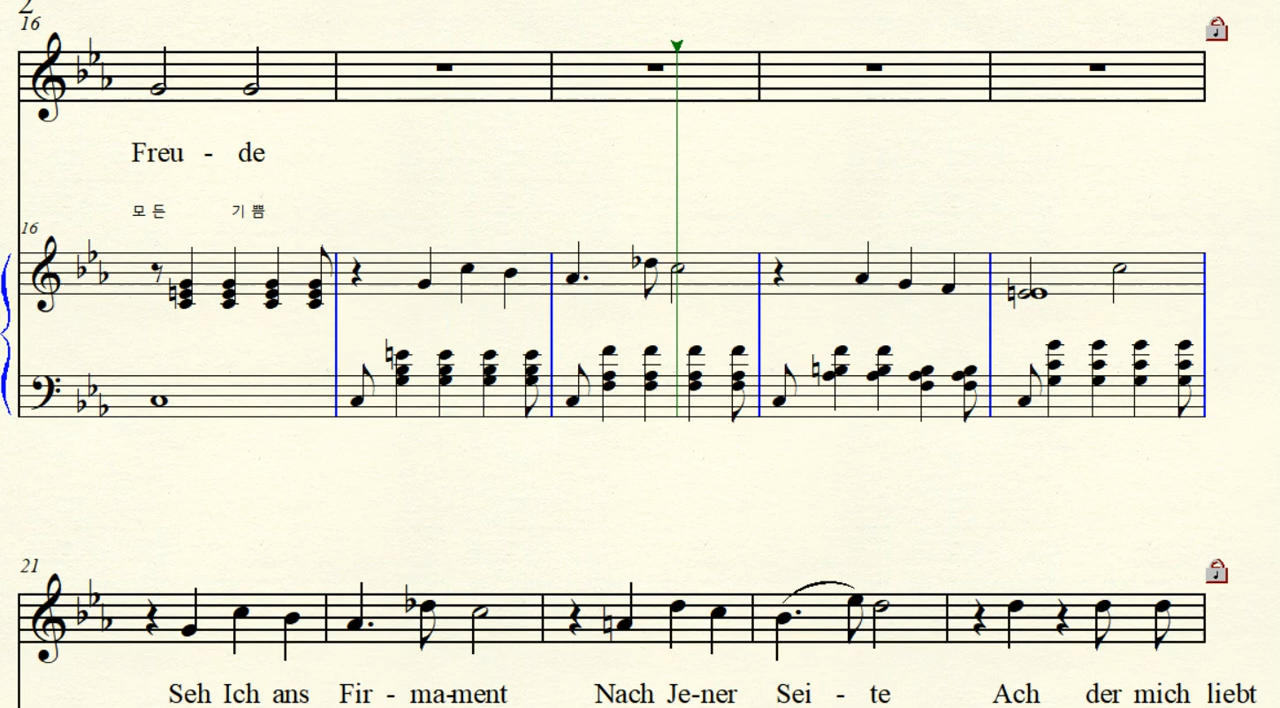 2
16
Freu - de
모 든 기 쁨
16
21
Seh Ich ans Fir - ma-ment Nach Je-ner Sei - te Ach der mich liebt